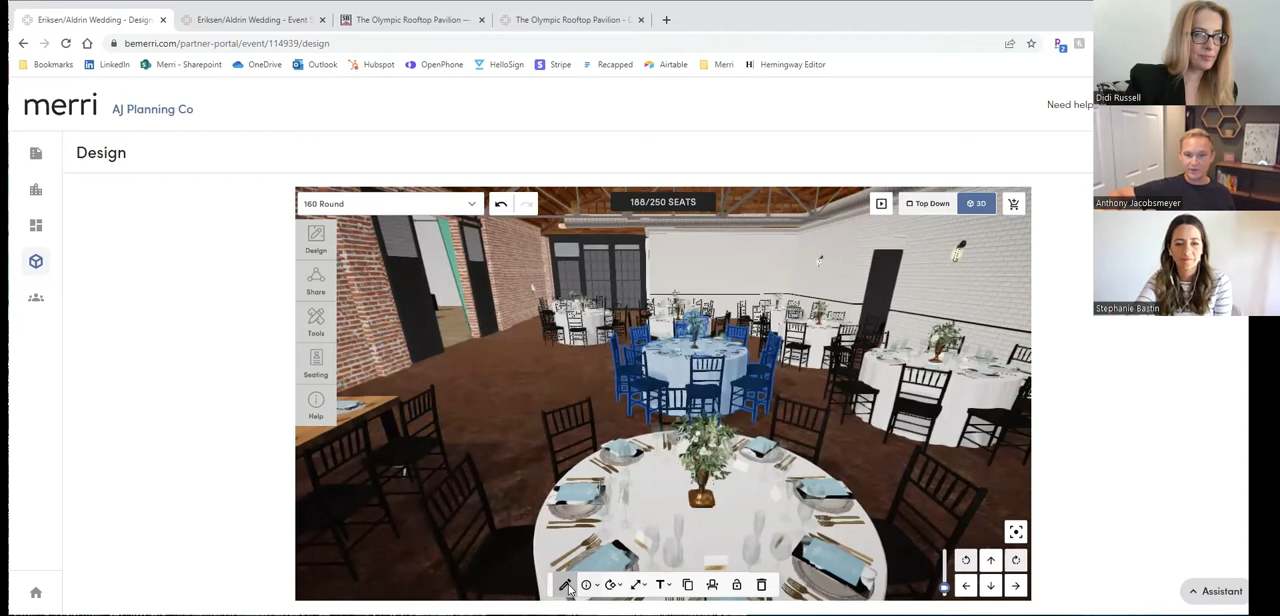 Eriksen/Aldrin Wedding - Design
Eriksen/Aldrin Wedding - Event S
The Olympic Rooftop Pavilion —
The Olympic Rooftop Pavilion -
bemerri.com/partner-portal/event/114939/design
Bookmarks
LinkedIn
Merri - Sharepoint
OneDrive
Outlook
Hubspot
OpenPhone
HelloSign
Stripe
Recapped
Airtable
Merri
Hemingway Editor
merri
AJ Planning Co
Need help
Design
160 Round
188/250 SEATS
Top Down
3D
Design
Share
Tools
Seating
Help
Assistant
Didi Russell
Anthony Jacobsmeyer
Stephanie Bastin